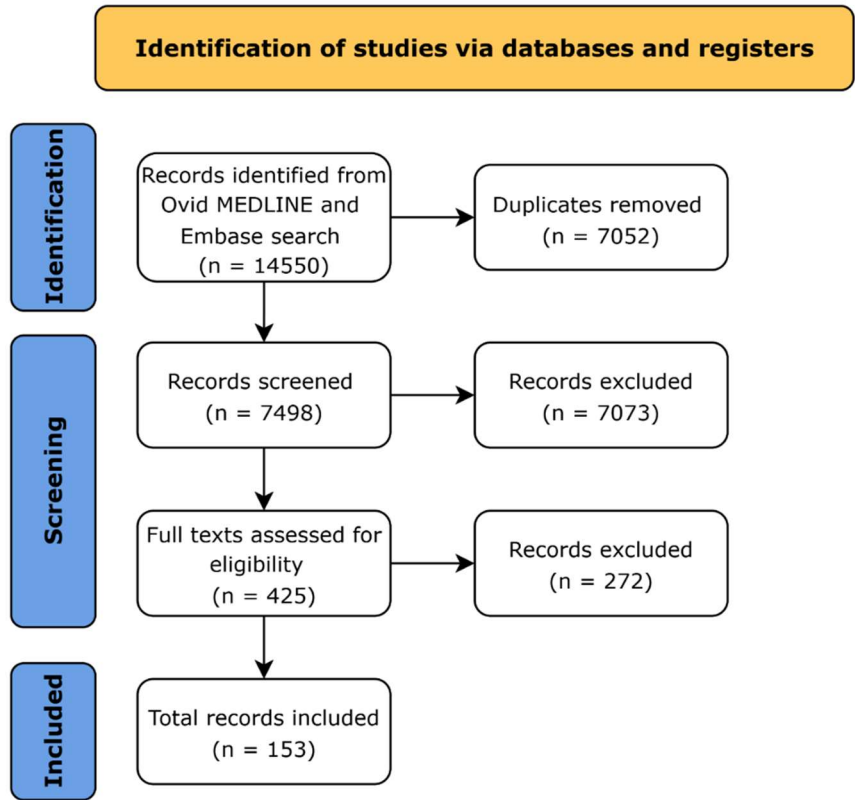 Identification of studies via databases and registers
Identification
Records identified from
Ovid MEDLINE and
Embase search
(n = 14550)
Duplicates removed
(n = 7052)
Screening
Records screened
(n = 7498)
Records excluded
(n = 7073)
Full texts assessed for
eligibility
(n = 425)
Records excluded
(n = 272)
Included
Total records included
(n = 153)